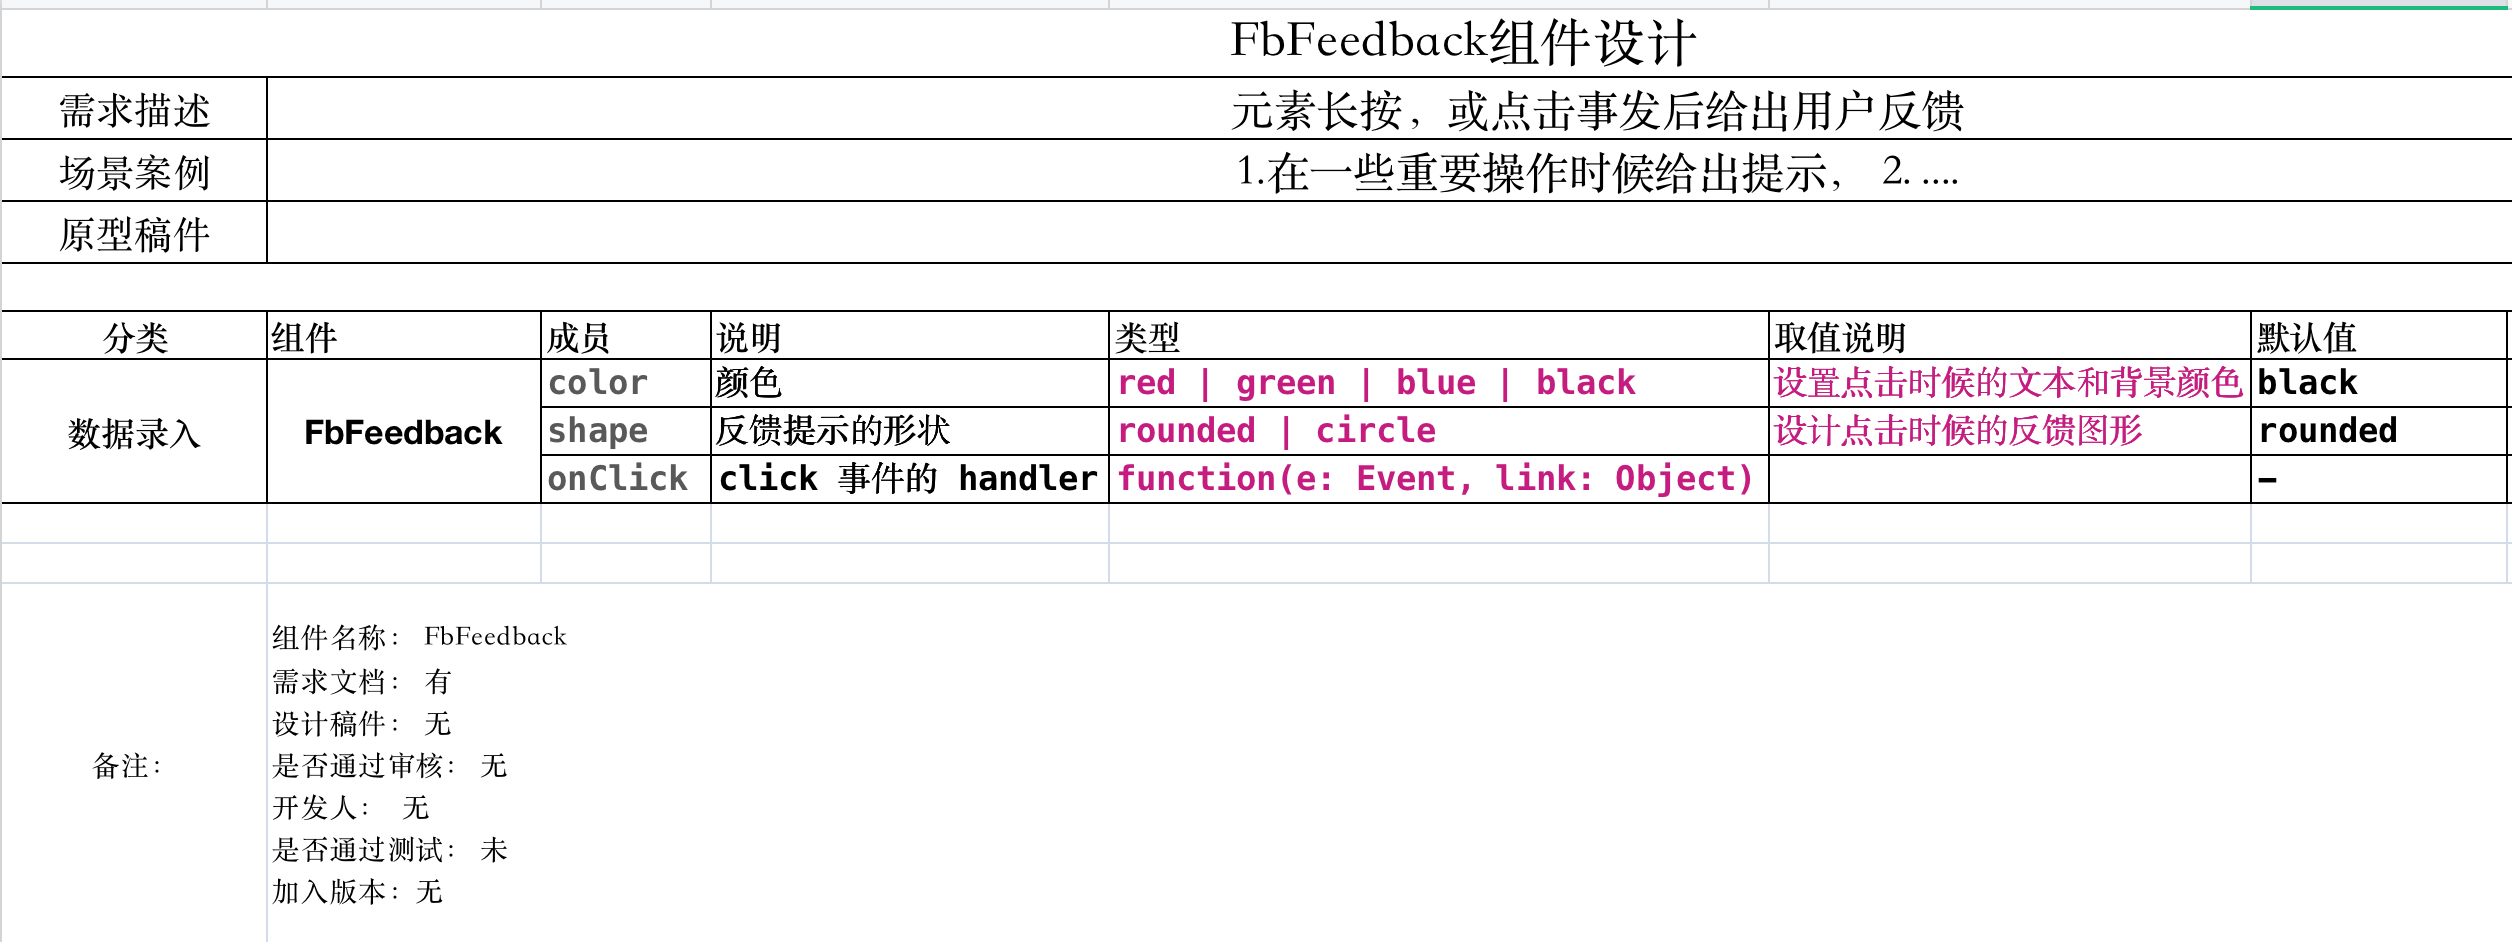 FbFeedback组件设计
需求描述 元素长按，或点击事发后给出用户反馈
场景案例 1.在一些重要操作时候给出提示， 2. ....
原型稿件
分类 组件 成员 说明 类型 取值说明 默认值
color 颜色 red | green | blue | black 设置点击时候的文本和背景颜色 black
数据录入 FbFeedback shape 反馈提示的形状 rounded | circle 设计点击时候的反馈图形 rounded
onClick click 事件的 handler function(e: Event, link: Object) –
组件名称： FbFeedback
需求文档： 有
设计稿件： 无
备注： 是否通过审核： 无
开发人： 无
是否通过测试： 未
加入版本：无